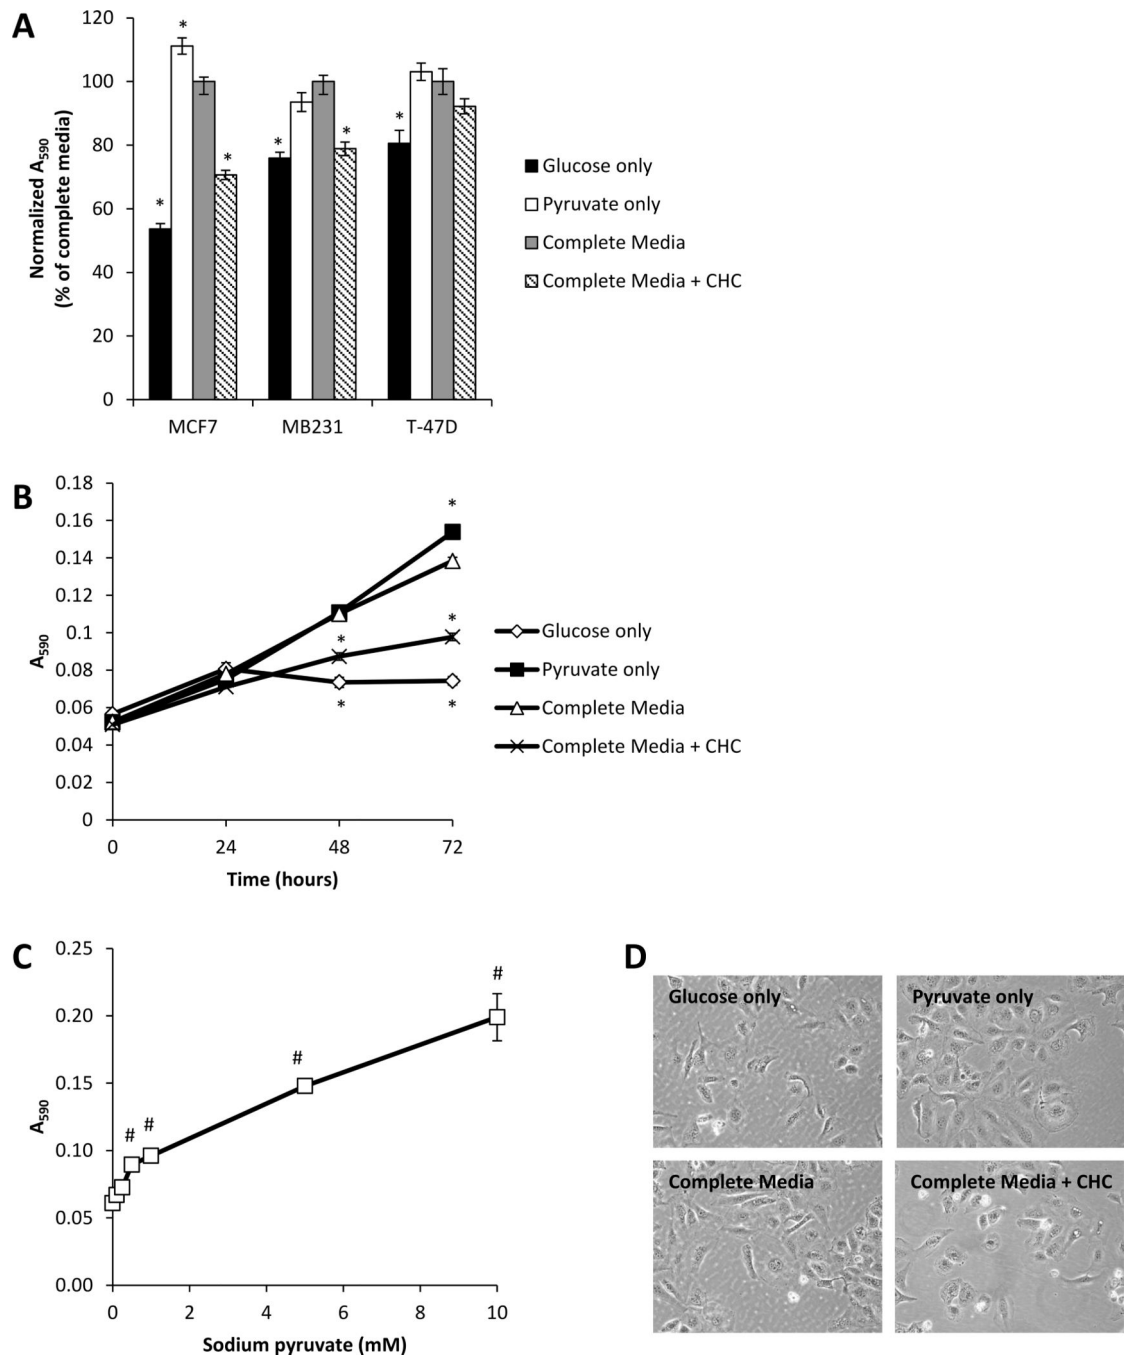 A
120
100
80
60
40
20
0
Normalized A590
(% of complete media)
*
*
*
*
*
*
MCF7
MB231
T-47D
Glucose only
Pyruvate only
Complete Media
Complete Media + CHC
B
0.18
0.16
0.14
0.12
0.1
0.08
0.06
0.04
0.02
0
A590
*
*
*
*
*
0
24
48
72
Time (hours)
Glucose only
Pyruvate only
Complete Media
Complete Media + CHC
C
0.25
0.20
0.15
0.10
0.05
0.00
A590
#
#
#
#
0
2
4
6
8
10
Sodium pyruvate (mM)
D
Glucose only
Pyruvate only
Complete Media
Complete Media + CHC